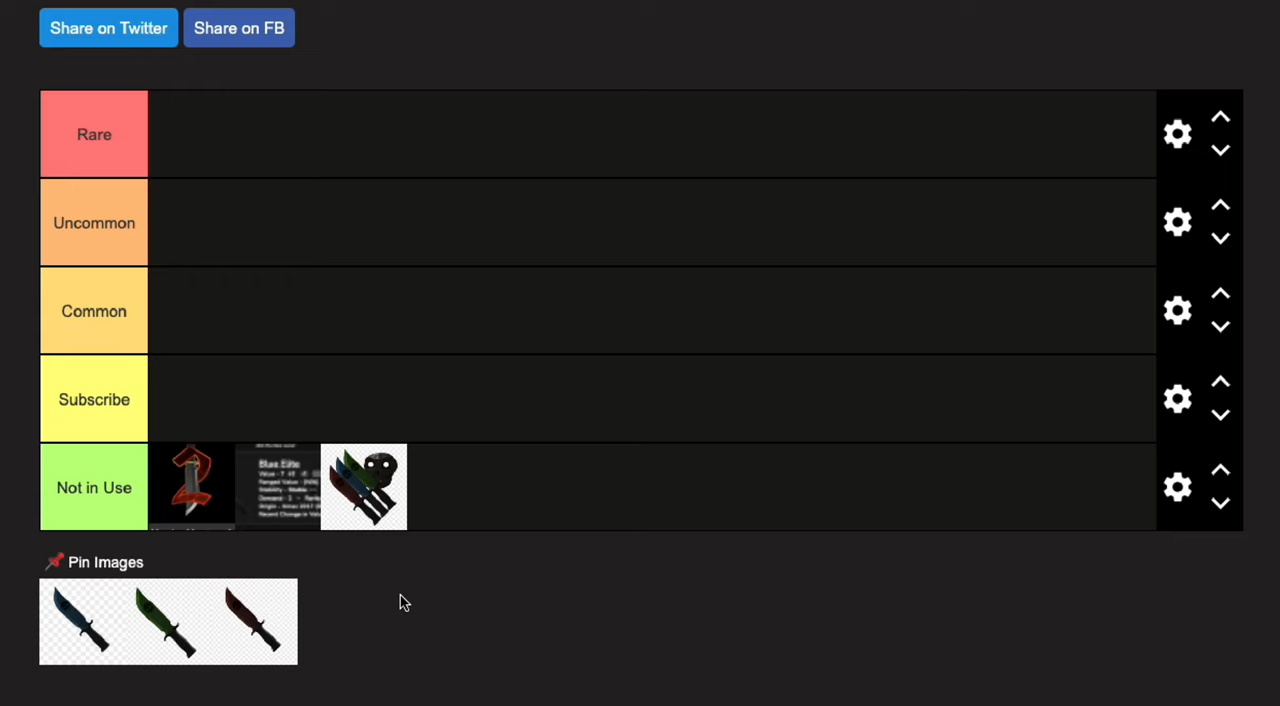 Share on Twitter Share on FB
Rare
Uncommon
Common
Subscribe
Not in Use
Blue Elite
Pin Images